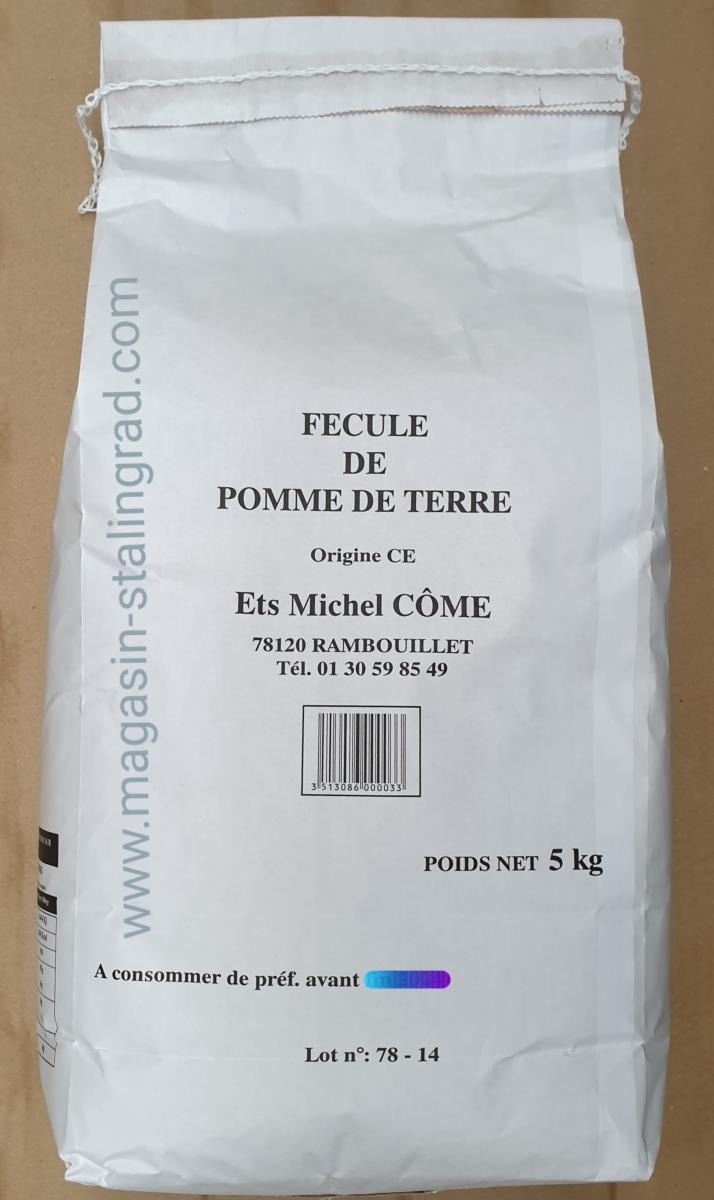 www.magasin-stalingrad.com
FECULE
DE
POMME DE TERRE
Origine CE
Ets Michel CÔME
78120 RAMBOUILLET
Tél. 01 30 59 85 49
3 513086 000033
POIDS NET 5 kg
A consommer de préf. avant
Lot n°: 78 - 14